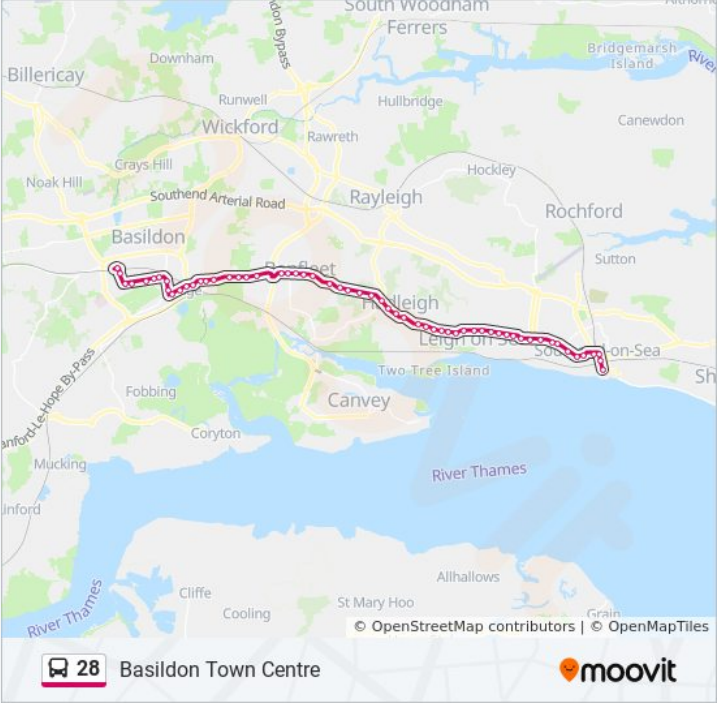 South Woodham
Ferrers
Bridgemarsh
Island
River
Billericay
Downham
Runwell
Hullbridge
Canewdon
Wickford
Rawreth
Crays Hill
Hockley
Noak Hill
Southend Arterial Road
Rayleigh
Rochford
Basildon
Sutton
Hadleigh
Two Tree Island
Canvey
Fobbing
Coryton
Mucking
River Thames
Allhallows
Cliffe
St Mary Hoo
Cooling
Grain
River Thames
© OpenStreetMap contributors | © OpenMapTiles
28 Basildon Town Centre
moovit